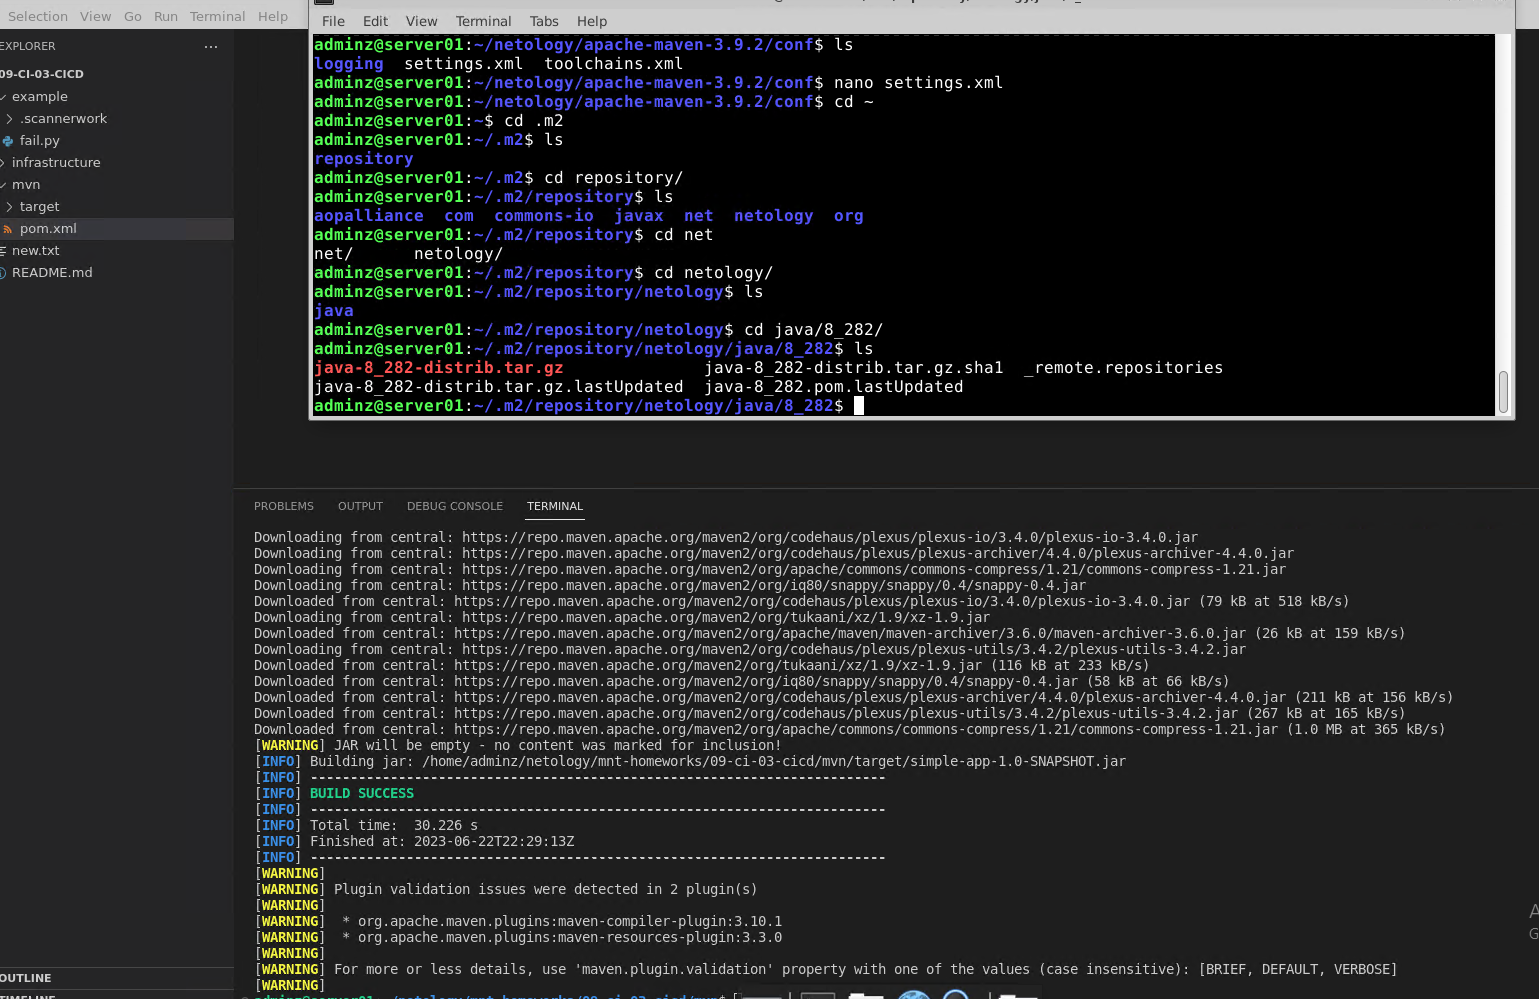 Selection View Go Run Terminal Help
EXPLORER ...
09-CI-03-CICD
example
.scannerwork
fail.py
infrastructure
mvn
target
pom.xml
new.txt
README.md
OUTLINE
TIMELINE
File Edit View Terminal Tabs Help
adminz@server01:~/netology/apache-maven-3.9.2/conf$ ls
logging settings.xml toolchains.xml
adminz@server01:~/netology/apache-maven-3.9.2/conf$ nano settings.xml
adminz@server01:~/netology/apache-maven-3.9.2/conf$ cd ~
adminz@server01:~$ cd .m2
adminz@server01:~/.m2$ ls
repository
adminz@server01:~/.m2$ cd repository/
adminz@server01:~/.m2/repository$ ls
aopalliance com commons-io javax net netology org
adminz@server01:~/.m2/repository$ cd net
net/ netology/
adminz@server01:~/.m2/repository$ cd netology/
adminz@server01:~/.m2/repository/netology$ ls
java
adminz@server01:~/.m2/repository/netology$ cd java/8_282/
adminz@server01:~/.m2/repository/netology/java/8_282$ ls
java-8_282-distrib.tar.gz java-8_282-distrib.tar.gz.sha1 _remote.repositories
java-8_282-distrib.tar.gz.lastUpdated java-8_282.pom.lastUpdated
adminz@server01:~/.m2/repository/netology/java/8_282$
PROBLEMS OUTPUT DEBUG CONSOLE TERMINAL
Downloading from central: https://repo.maven.apache.org/maven2/org/codehaus/plexus/plexus-io/3.4.0/plexus-io-3.4.0.jar
Downloading from central: https://repo.maven.apache.org/maven2/org/codehaus/plexus/plexus-archiver/4.4.0/plexus-archiver-4.4.0.jar
Downloading from central: https://repo.maven.apache.org/maven2/org/apache/commons/commons-compress/1.21/commons-compress-1.21.jar
Downloading from central: https://repo.maven.apache.org/maven2/org/iq80/snappy/snappy/0.4/snappy-0.4.jar
Downloaded from central: https://repo.maven.apache.org/maven2/org/codehaus/plexus/plexus-io/3.4.0/plexus-io-3.4.0.jar (79 kB at 518 kB/s)
Downloading from central: https://repo.maven.apache.org/maven2/org/tukaani/xz/1.9/xz-1.9.jar
Downloaded from central: https://repo.maven.apache.org/maven2/org/apache/maven/maven-archiver/3.6.0/maven-archiver-3.6.0.jar (26 kB at 159 kB/s)
Downloading from central: https://repo.maven.apache.org/maven2/org/codehaus/plexus/plexus-utils/3.4.2/plexus-utils-3.4.2.jar
Downloaded from central: https://repo.maven.apache.org/maven2/org/tukaani/xz/1.9/xz-1.9.jar (116 kB at 233 kB/s)
Downloaded from central: https://repo.maven.apache.org/maven2/org/iq80/snappy/snappy/0.4/snappy-0.4.jar (58 kB at 66 kB/s)
Downloaded from central: https://repo.maven.apache.org/maven2/org/codehaus/plexus/plexus-archiver/4.4.0/plexus-archiver-4.4.0.jar (211 kB at 156 kB/s)
Downloaded from central: https://repo.maven.apache.org/maven2/org/codehaus/plexus/plexus-utils/3.4.2/plexus-utils-3.4.2.jar (267 kB at 165 kB/s)
Downloaded from central: https://repo.maven.apache.org/maven2/org/apache/commons/commons-compress/1.21/commons-compress-1.21.jar (1.0 MB at 365 kB/s)
[WARNING] JAR will be empty - no content was marked for inclusion!
[INFO] Building jar: /home/adminz/netology/mnt-homeworks/09-ci-03-cicd/mvn/target/simple-app-1.0-SNAPSHOT.jar
[INFO] ------------------------------------------------------------------------
[INFO] BUILD SUCCESS
[INFO] ------------------------------------------------------------------------
[INFO] Total time:  30.226 s
[INFO] Finished at: 2023-06-22T22:29:13Z
[INFO] ------------------------------------------------------------------------
[WARNING]
[WARNING] Plugin validation issues were detected in 2 plugin(s)
[WARNING]
[WARNING]  * org.apache.maven.plugins:maven-compiler-plugin:3.10.1
[WARNING]  * org.apache.maven.plugins:maven-resources-plugin:3.3.0
[WARNING]
[WARNING] For more or less details, use 'maven.plugin.validation' property with one of the values (case insensitive): [BRIEF, DEFAULT, VERBOSE]
[WARNING]
adminz@server01:~/netology/mnt-homeworks/09-ci-03-cicd/mvn$